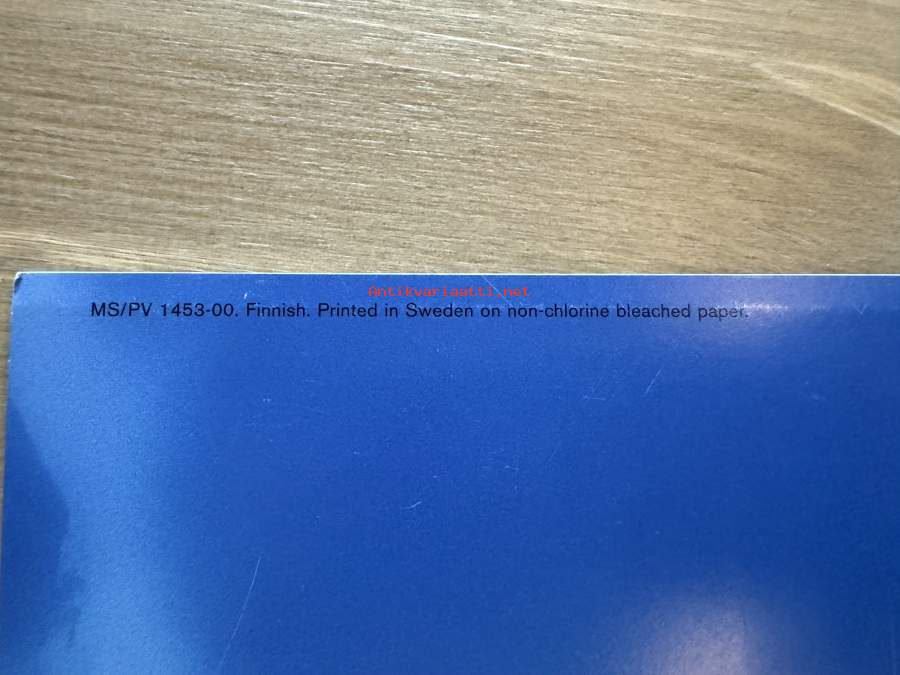 Antikvariaatti.net
MS/PV 1453-00. Finnish. Printed in Sweden on non-chlorine bleached paper.